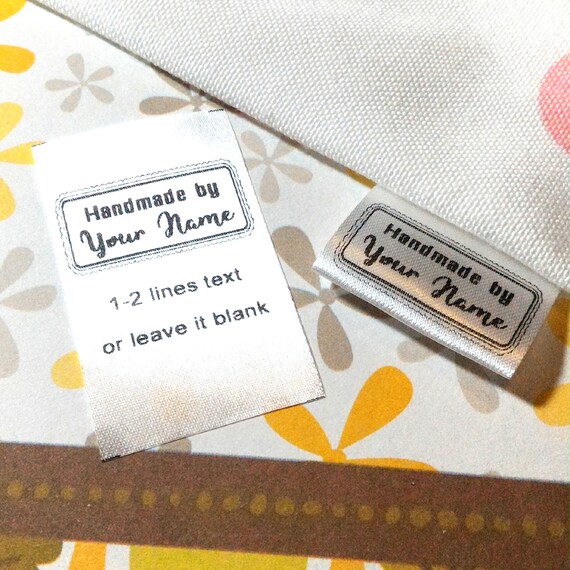 Handmade by
Your Name
1-2 lines text
or leave it blank
Handmade by
Your Name